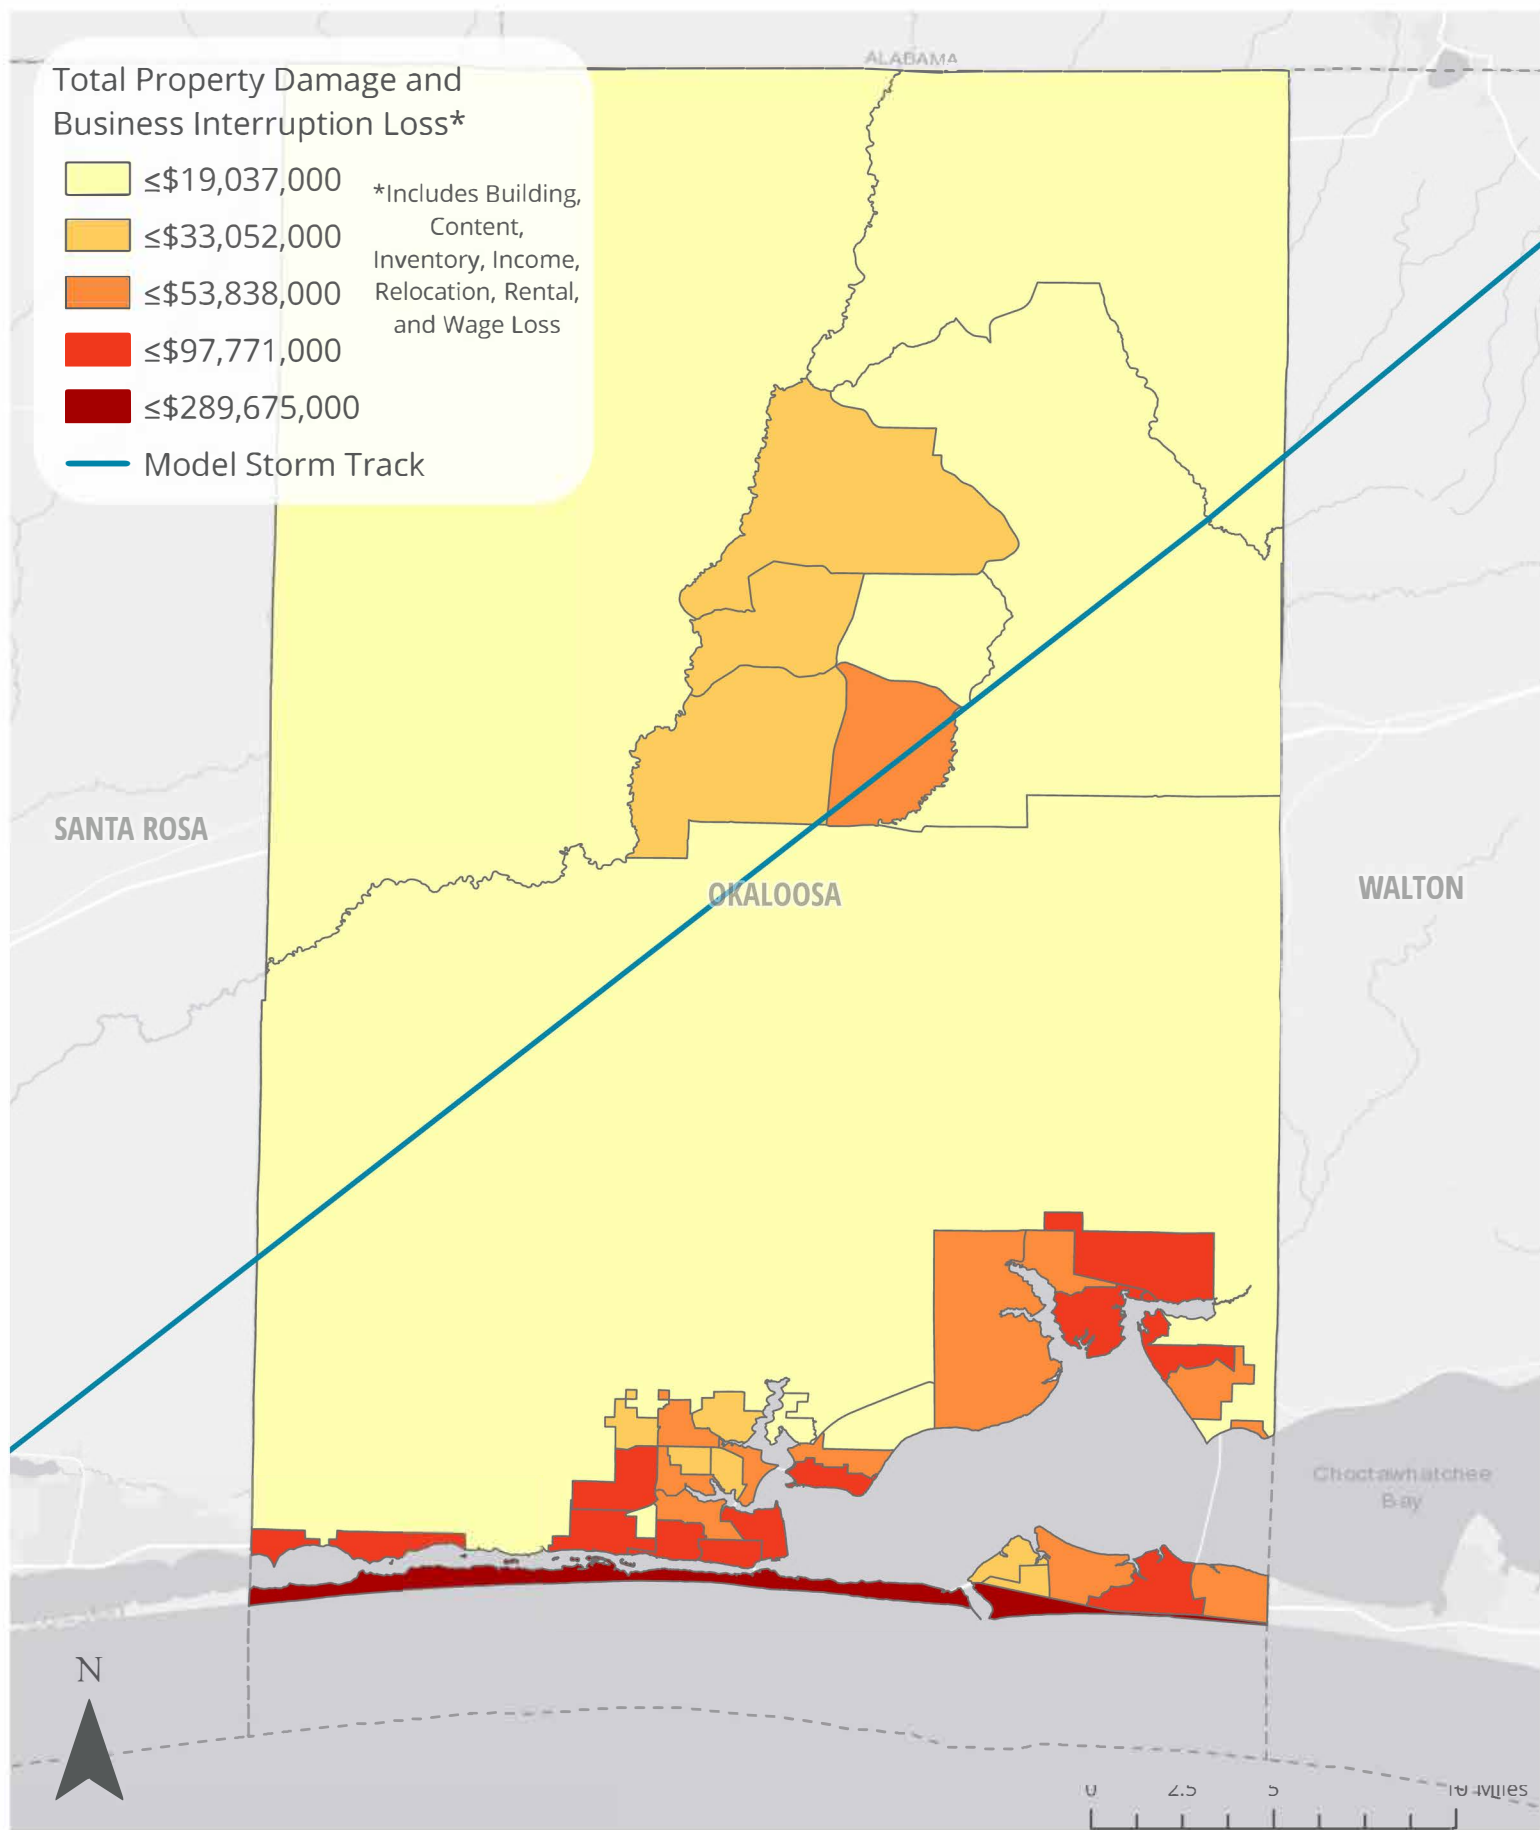 ALABAMA
Total Property Damage and
Business Interruption Loss*
≤$19,037,000
≤$33,052,000
≤$53,838,000
≤$97,771,000
≤$289,675,000
Model Storm Track
*Includes Building,
Content,
Inventory, Income,
Relocation, Rental,
and Wage Loss
SANTA ROSA
OKALOOSA
WALTON
Choctawhatchee
Bay
N
0 2.5 5 10 Miles